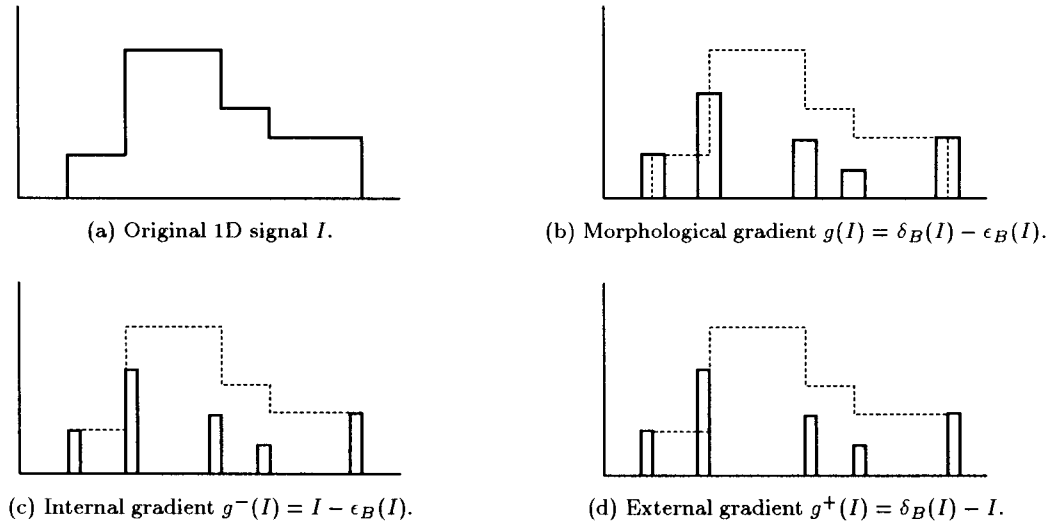 (a) Original 1D signal I.
(b) Morphological gradient g(I) = δ_B(I) − ϵ_B(I).
(c) Internal gradient g⁻(I) = I − ϵ_B(I).
(d) External gradient g⁺(I) = δ_B(I) − I.